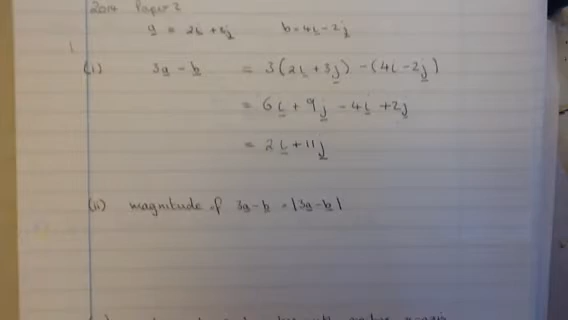 2014 Paper 2
a = 2i + 3j b = 4i - 2j
1.
(i) 3a - b = 3(2i + 3j) - (4i - 2j)
= 6i + 9j - 4i + 2j
= 2i + 11j
(ii) magnitude of 3a - b = |3a - b|